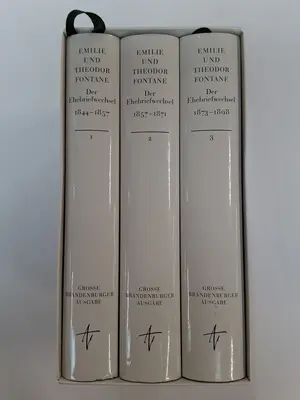 EMILIE
UND
THEODOR
FONTANE
Der
Ehebriefwechsel
1844–1857
1
GROSSE
BRANDENBURGER
AUSGABE
EMILIE
UND
THEODOR
FONTANE
Der
Ehebriefwechsel
1857–1871
2
GROSSE
BRANDENBURGER
AUSGABE
EMILIE
UND
THEODOR
FONTANE
Der
Ehebriefwechsel
1873–1898
3
GROSSE
BRANDENBURGER
AUSGABE